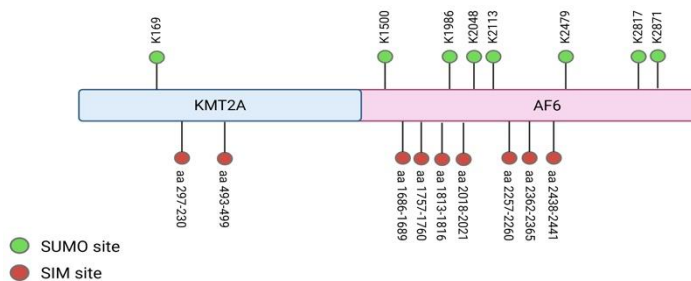 K169
K1500
K1986
K2048
K2113
K2479
K2817
K2871
KMT2A
AF6
aa 297-230
aa 493-499
aa 1686-1689
aa 1757-1760
aa 1813-1816
aa 2018-2021
aa 2257-2260
aa 2362-2365
aa 2438-2441
SUMO site
SIM site